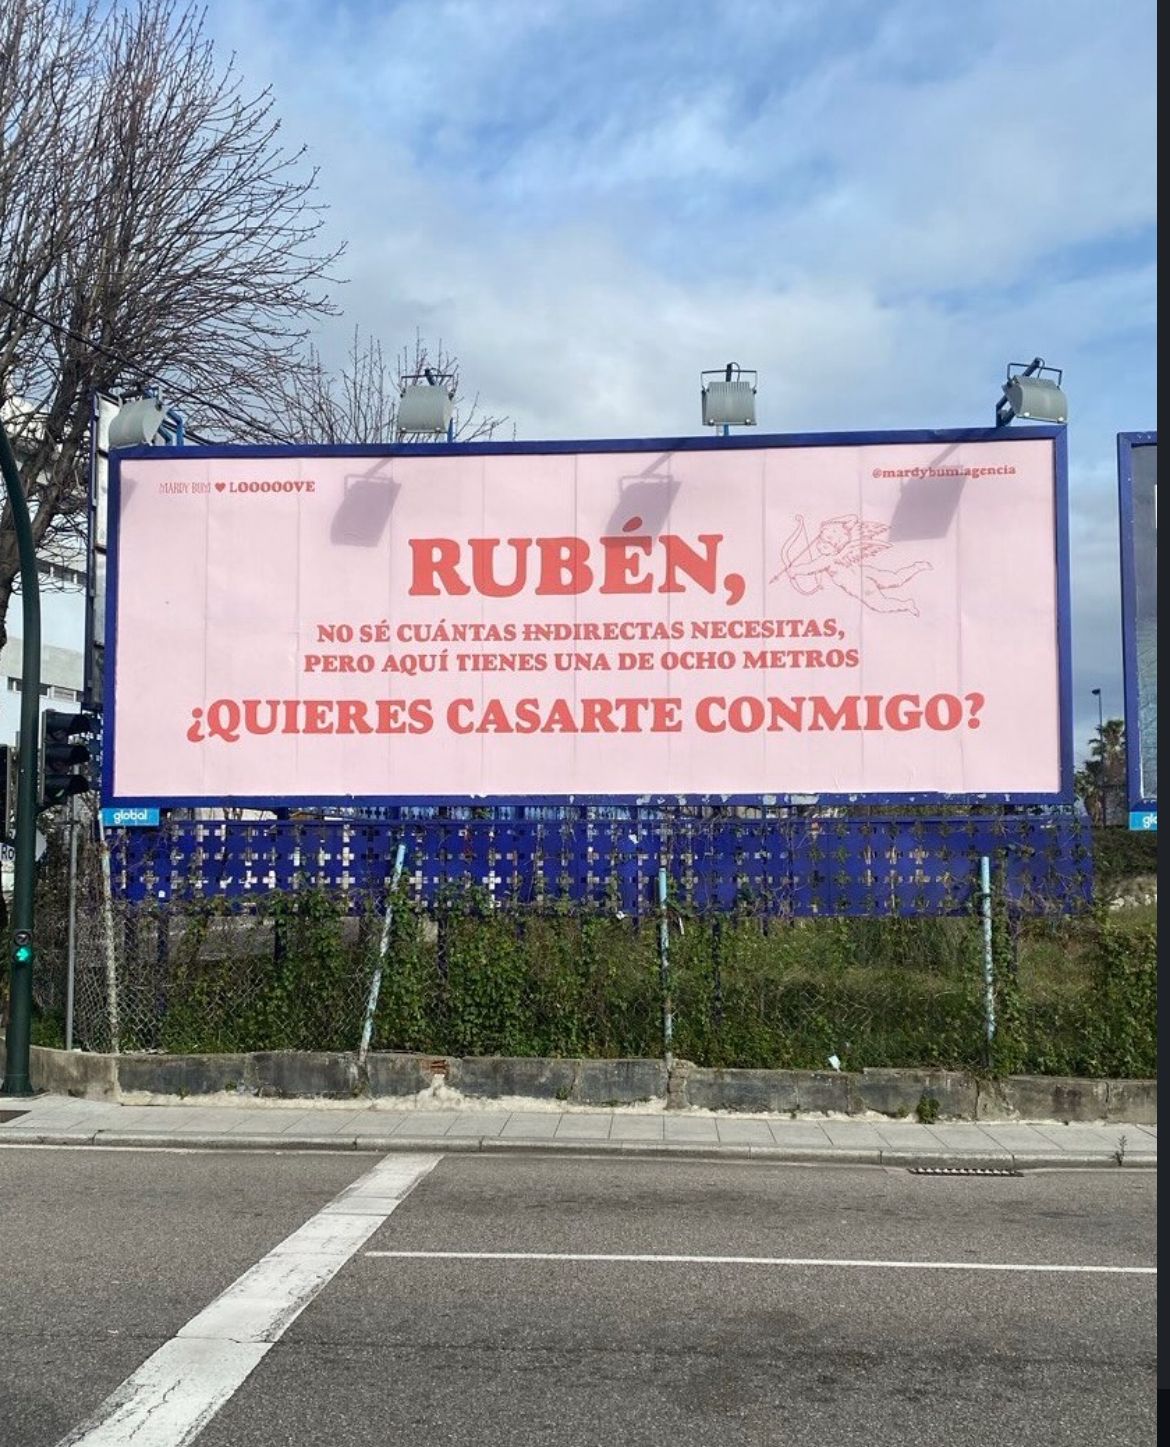 MARDY BUM ♥ LOOOOOVE
@mardybum.agencia
RUBÉN,
NO SÉ CUÁNTAS INDIRECTAS NECESITAS,
PERO AQUÍ TIENES UNA DE OCHO METROS
¿QUIERES CASARTE CONMIGO?
global